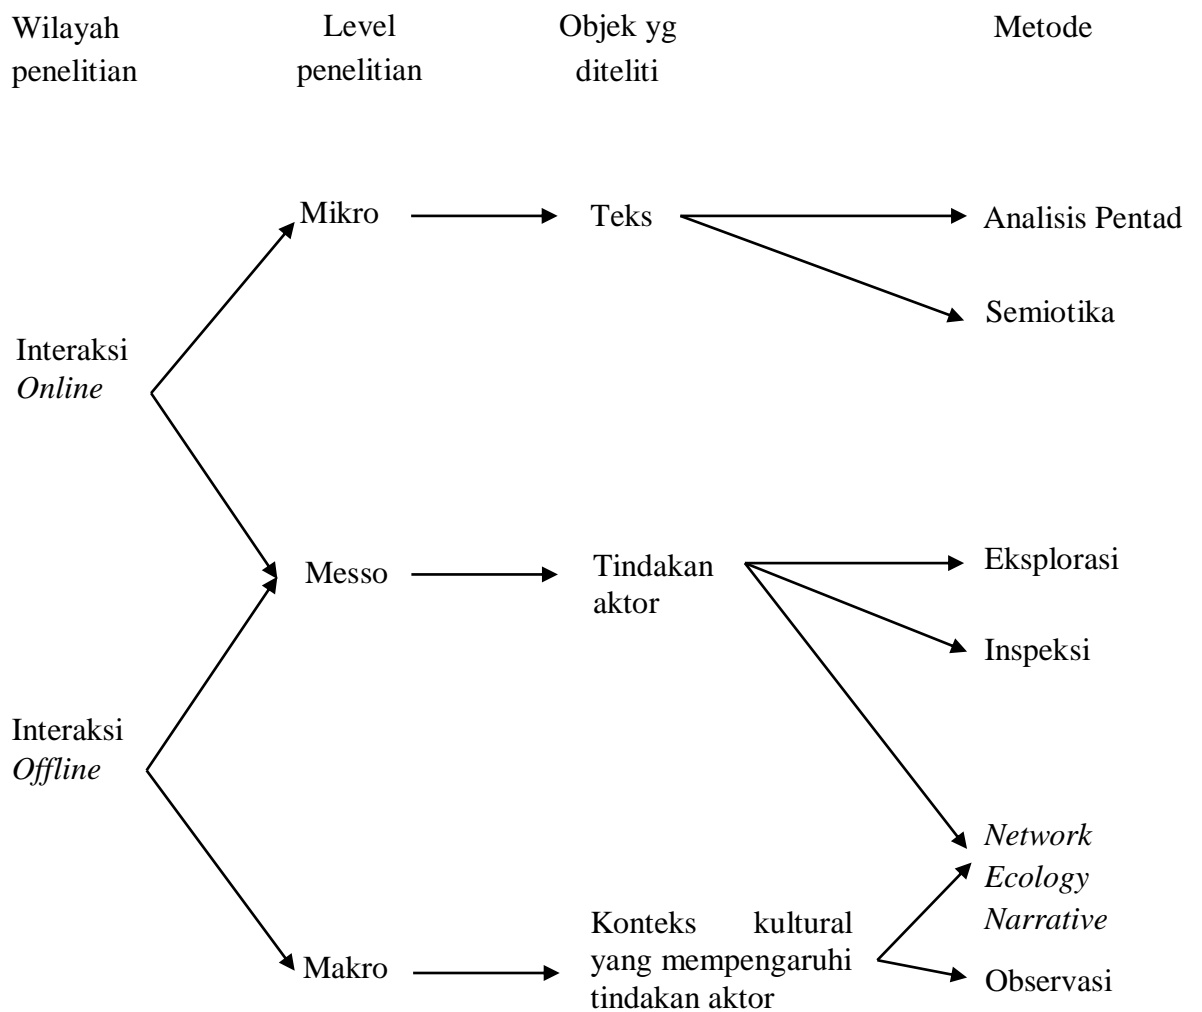 Wilayah
penelitian
Level
penelitian
Objek yg
diteliti
Metode
Mikro
Teks
Analisis Pentad
Semiotika
Interaksi
Online
Messo
Tindakan
aktor
Eksplorasi
Inspeksi
Interaksi
Offline
Network
Ecology
Narrative
Makro
Konteks kultural
yang mempengaruhi
tindakan aktor
Observasi